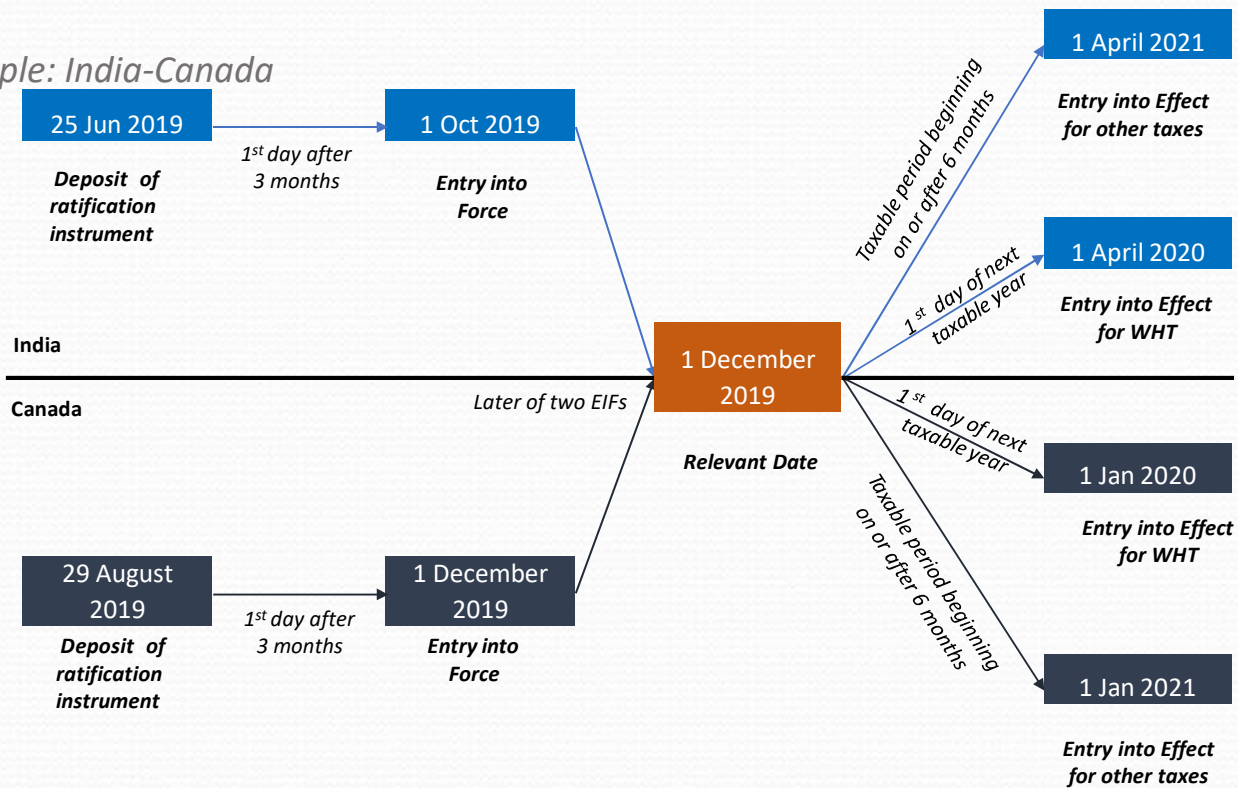 ple: India-Canada
25 Jun 2019
1st day after
3 months
1 Oct 2019
Deposit of
ratification
instrument
Entry into
Force
Taxable period beginning
on or after 6 months
1 April 2021
Entry into Effect
for other taxes
1st day of next
taxable year
1 April 2020
Entry into Effect
for WHT
India
Canada
Later of two EIFs
1 December
2019
Relevant Date
1st day of next
taxable year
1 Jan 2020
Entry into Effect
for WHT
29 August
2019
1st day after
3 months
1 December
2019
Deposit of
ratification
instrument
Entry into
Force
Taxable period beginning
on or after 6 months
1 Jan 2021
Entry into Effect
for other taxes